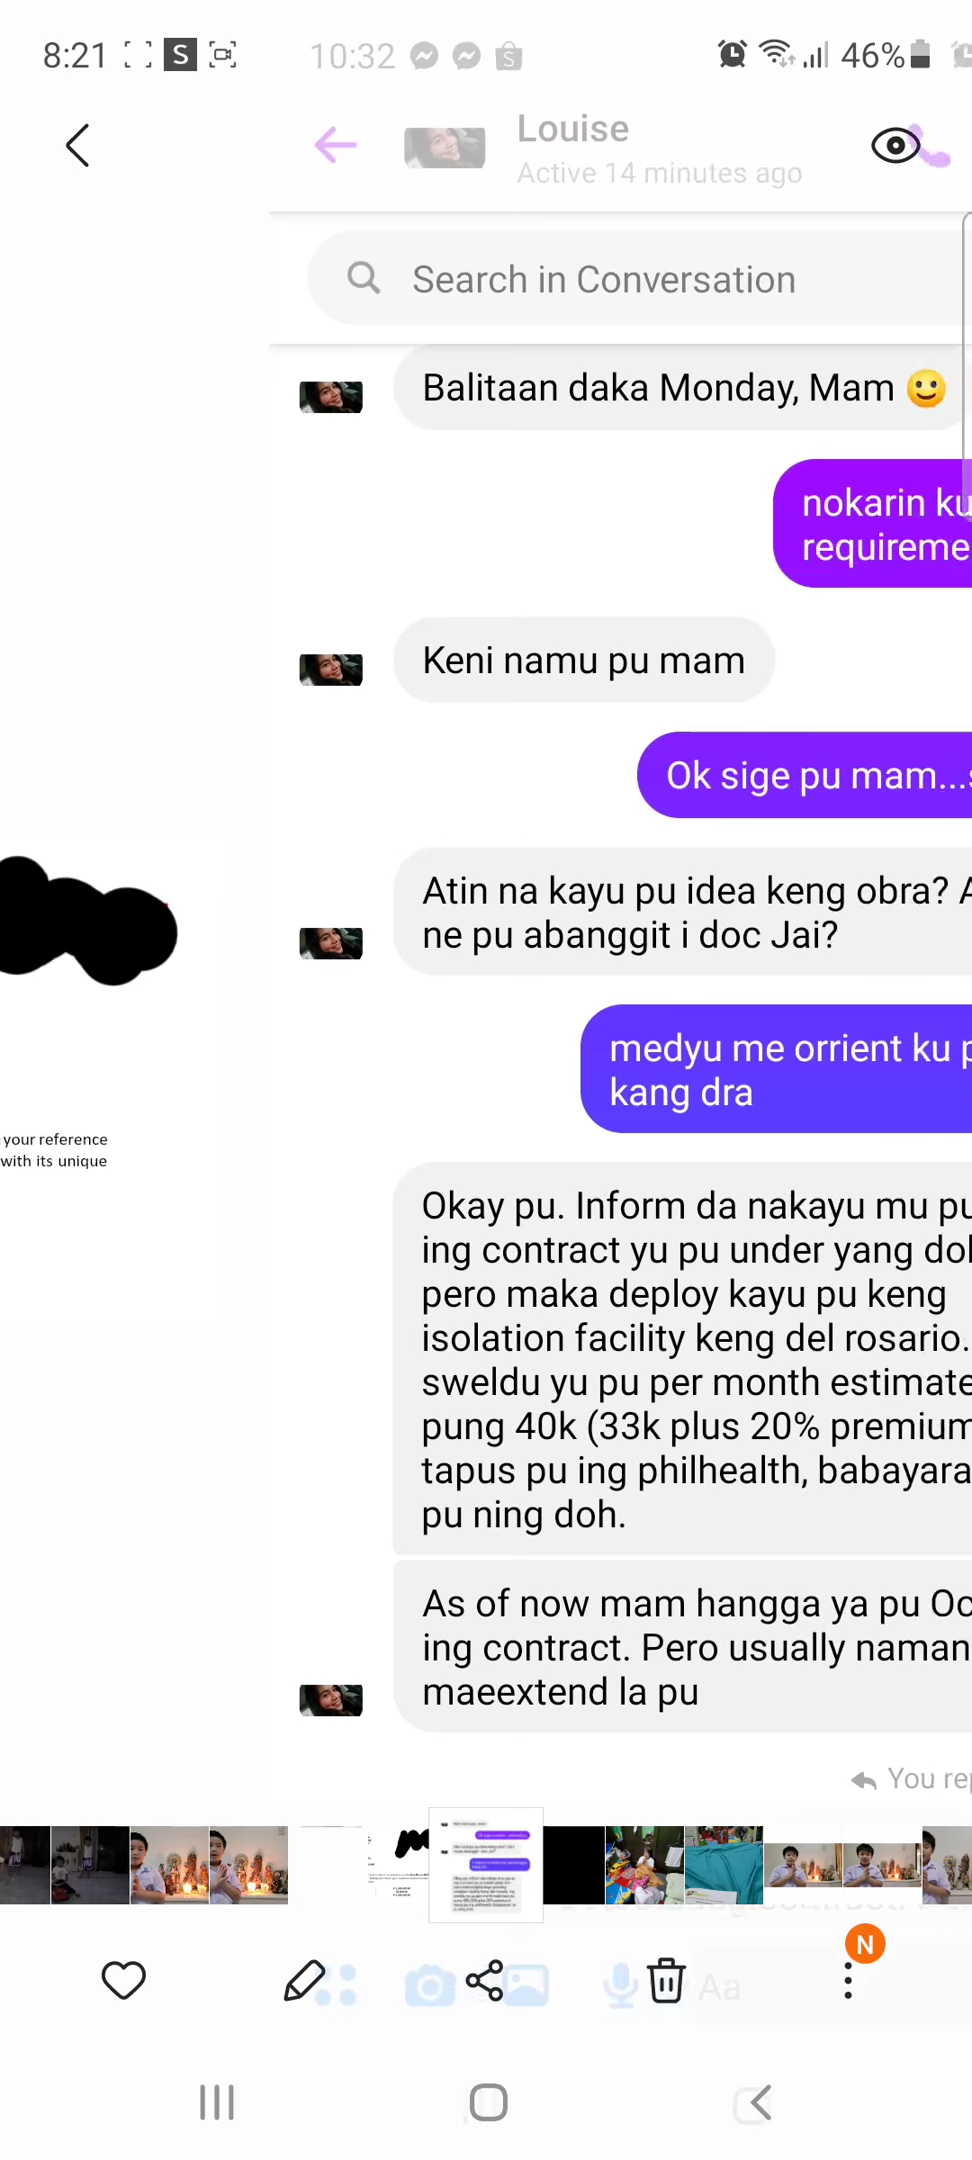 8:21
S
10:32
S
46%
Louise
Active 14 minutes ago
Search in Conversation
Balitaan daka Monday, Mam 🙂
nokarin ku
requireme
Keni namu pu mam
Ok sige pu mam...s
Atin na kayu pu idea keng obra? A
ne pu abanggit i doc Jai?
medyu me orrient ku p
kang dra
your reference
with its unique
Okay pu. Inform da nakayu mu pu
ing contract yu pu under yang doh
pero maka deploy kayu pu keng
isolation facility keng del rosario.
sweldu yu pu per month estimate
pung 40k (33k plus 20% premium
tapus pu ing philhealth, babayara
pu ning doh.
As of now mam hangga ya pu Oc
ing contract. Pero usually naman
maeextend la pu
You rep
N
Aa